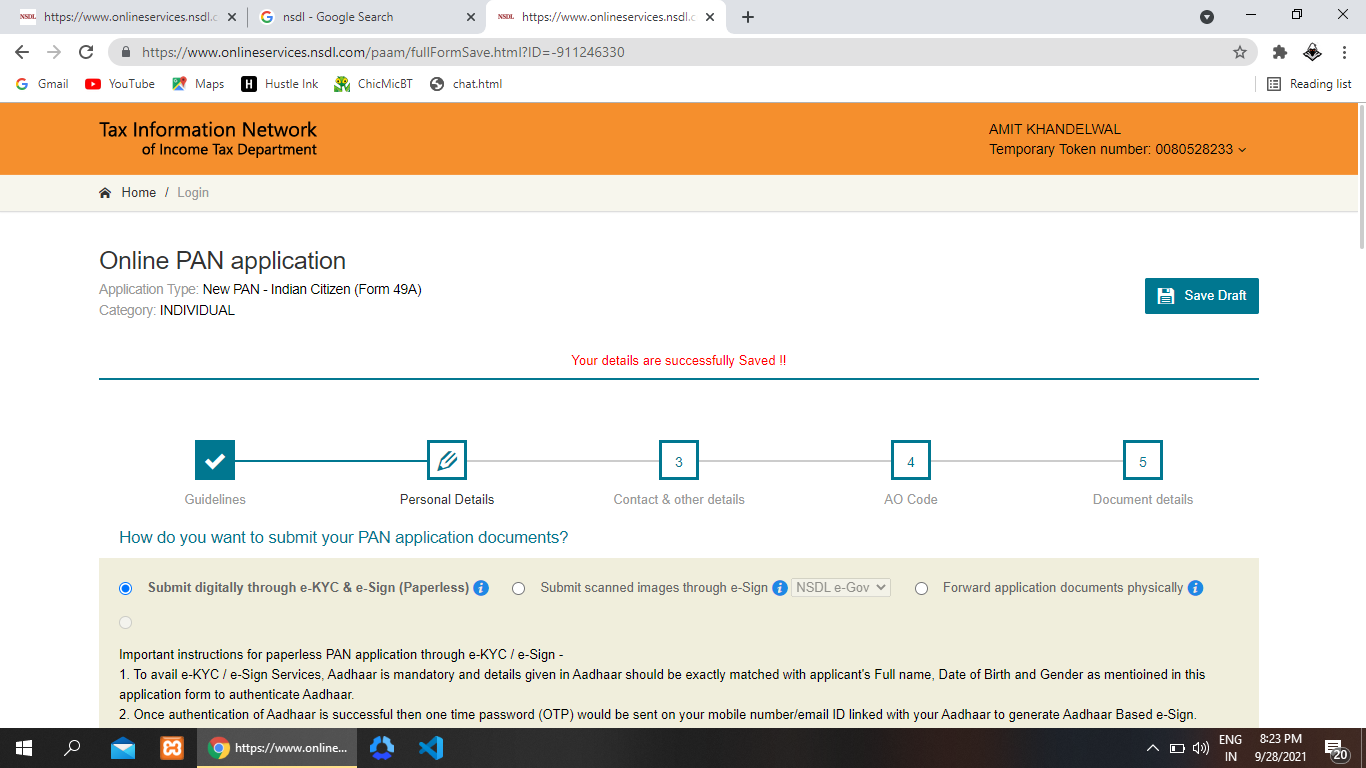 NSDL https://www.onlineservices.nsdl.c
nsdl - Google Search
NSDL https://www.onlineservices.nsdl.c
https://www.onlineservices.nsdl.com/paam/fullFormSave.html?ID=-911246330
Gmail YouTube Maps H Hustle Ink ChicMicBT chat.html Reading list
Tax Information Network
of Income Tax Department
AMIT KHANDELWAL
Temporary Token number: 0080528233
Home / Login
Online PAN application
Application Type: New PAN - Indian Citizen (Form 49A)
Category: INDIVIDUAL
Save Draft
Your details are successfully Saved !!
3 4 5
Guidelines Personal Details Contact & other details AO Code Document details
How do you want to submit your PAN application documents?
Submit digitally through e-KYC & e-Sign (Paperless) i Submit scanned images through e-Sign i NSDL e-Gov Forward application documents physically i
Important instructions for paperless PAN application through e-KYC / e-Sign -
1. To avail e-KYC / e-Sign Services, Aadhaar is mandatory and details given in Aadhaar should be exactly matched with applicant's Full name, Date of Birth and Gender as mentioined in this
application form to authenticate Aadhaar.
2. Once authentication of Aadhaar is successful then one time password (OTP) would be sent on your mobile number/email ID linked with your Aadhaar to generate Aadhaar Based e-Sign.
https://www.online...
ENG
IN
8:23 PM
9/28/2021
20